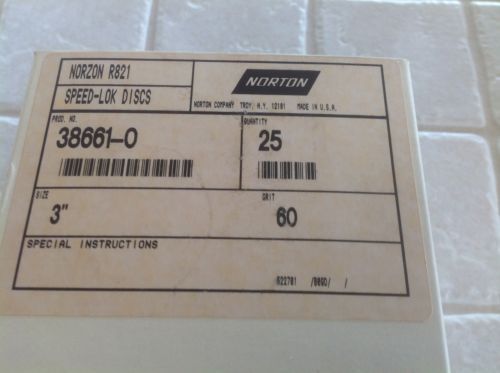 NORZON R821
SPEED-LOK DISCS
NORTON
NORTON COMPANY TROY, N.Y. 12181 MADE IN U.S.A.
PROD. NO.
38661-0
QUANTITY
25
SIZE
3"
GRIT
60
SPECIAL INSTRUCTIONS